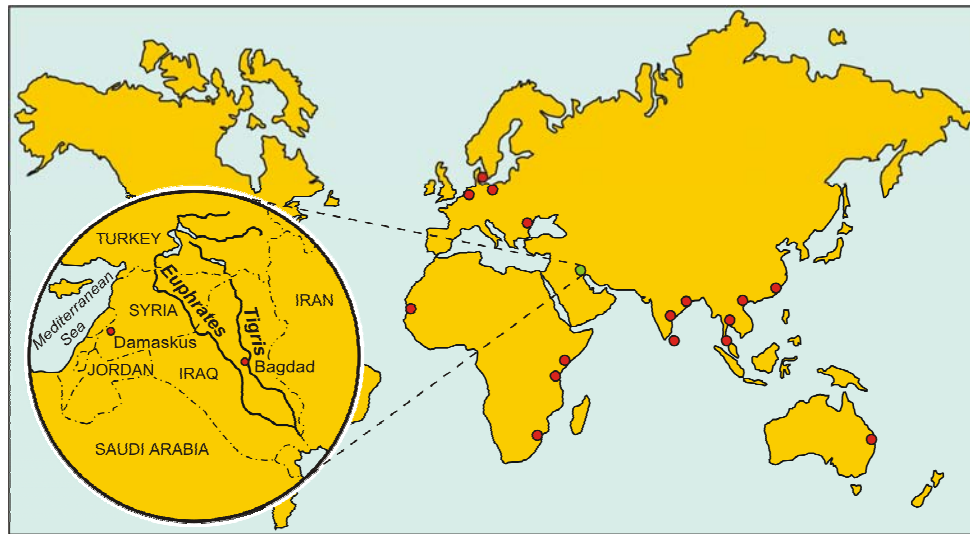 TURKEY
Mediterranean
Sea
SYRIA
Euphrates
Tigris
IRAN
Damaskus
JORDAN
IRAQ
Bagdad
SAUDI ARABIA